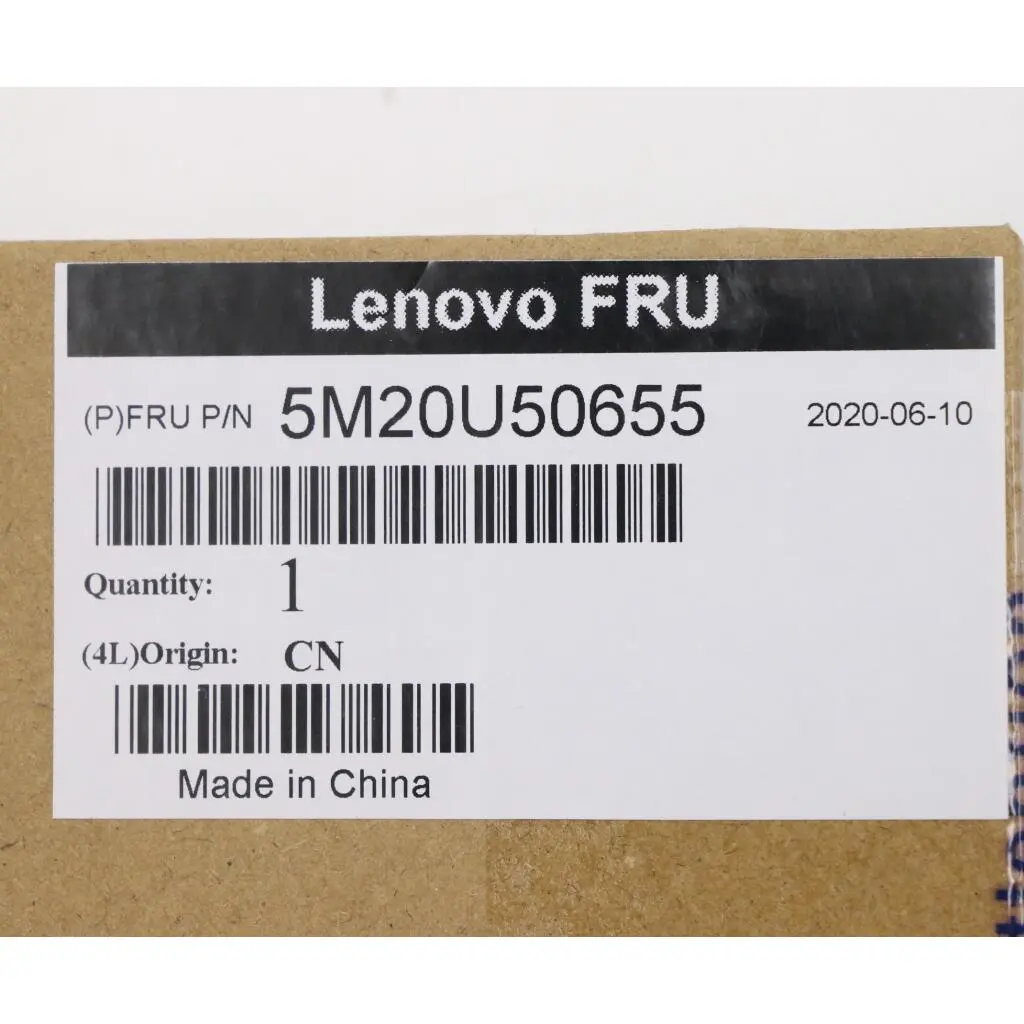 Lenovo FRU
(P)FRU P/N 5M20U50655 2020-06-10
Quantity: 1
(4L)Origin: CN
Made in China